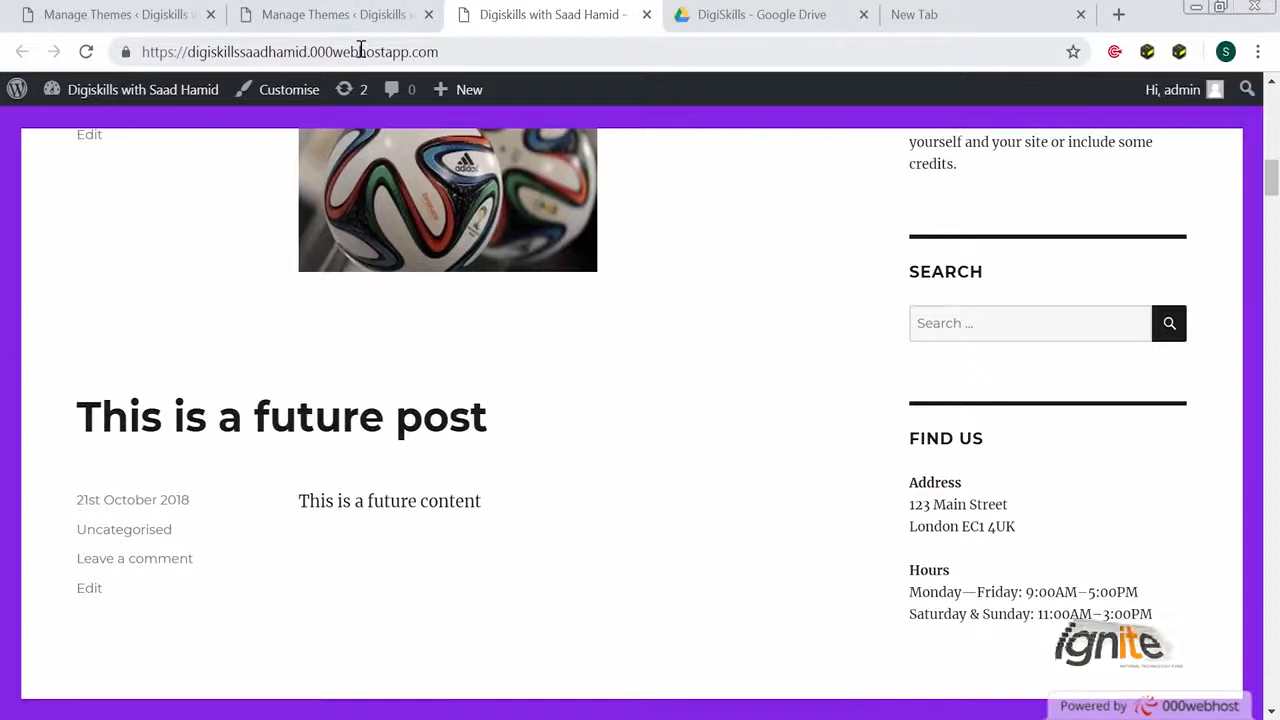 Manage Themes ‹ Digiskills w
Manage Themes ‹ Digiskills w
Digiskills with Saad Hamid –
DigiSkills - Google Drive
New Tab
https://digiskillssaadhamid.000webhostapp.com
S
Digiskills with Saad Hamid
Customise
2
0
New
Hi, admin
Edit
adidas
yourself and your site or include some
credits.
SEARCH
Search …
This is a future post
21st October 2018
Uncategorised
Leave a comment
Edit
This is a future content
FIND US
Address
123 Main Street
London EC1 4UK
Hours
Monday—Friday: 9:00AM–5:00PM
Saturday & Sunday: 11:00AM–3:00PM
ignite
NATIONAL TECHNOLOGY FUND
Powered by 000webhost